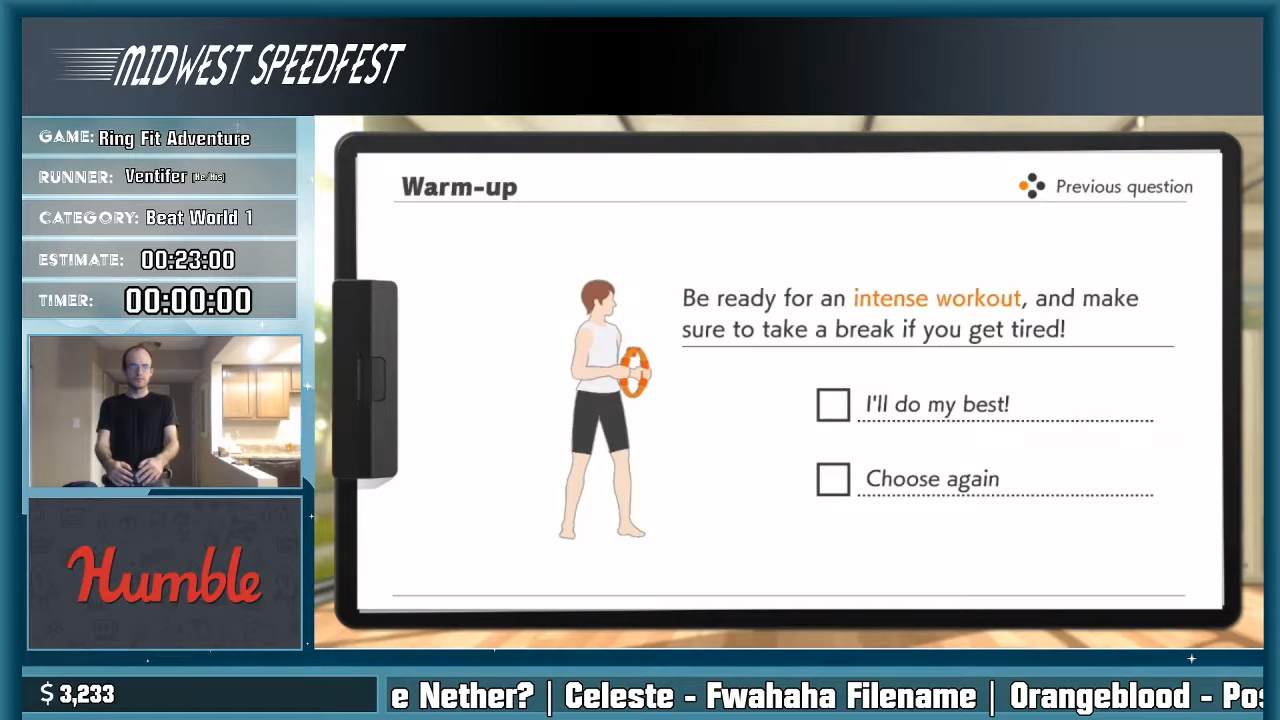 MIDWEST SPEEDFEST
GAME: Ring Fit Adventure
RUNNER: Ventifer [He/His]
CATEGORY: Beat World 1
ESTIMATE: 00:23:00
TIMER: 00:00:00
Warm-up
Previous question
Be ready for an intense workout, and make
sure to take a break if you get tired!
I'll do my best!
Choose again
Humble
$ 3,233
e Nether? | Celeste - Fwahaha Filename | Orangeblood - Pos